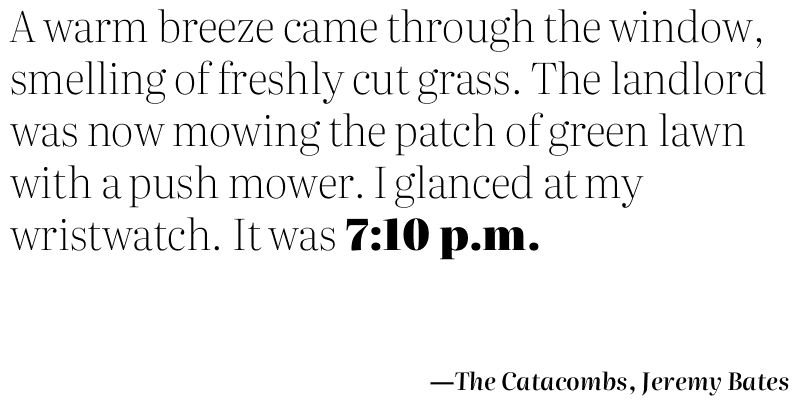 A warm breeze came through the window,
smelling of freshly cut grass. The landlord
was now mowing the patch of green lawn
with a push mower. I glanced at my
wristwatch. It was 7:10 p.m.
—The Catacombs, Jeremy Bates